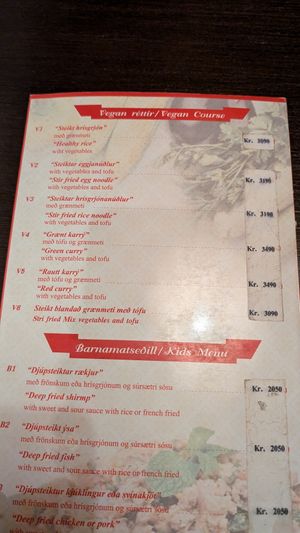 Vegan réttir/Vegan Course
V1 "Steikt hrísgrjón"
með grænmeti
"Healthy rice" Kr. 3090
wiht vegetables
V2 "Steiktar eggjanúðlur"
með grænmeti og tofu
"Stir fried egg noodle" Kr. 3190
with vegetables and tofu
V3 "Steiktar hrísgrjónanúðlur"
með grænmeti
"Stir fried rice noodle" Kr. 3190
with vegetables and tofu
V4 "Grænt karrý"
með tófu og grænmeti
"Green curry" Kr. 3490
with vegetables and tofu
V5 "Rautt karrý"
með tófu og grænmeti
"Red curry" Kr. 3490
with vegetables and tofu
V6 Steikt blandað grænmeti með tófu Kr. 3090
Stri fried Mix vegetables and tofu
Barnamatseðill/Kids Menu
B1 "Djúpsteiktar rækjur" Kr. 2050
með frönskum eða hrísgrjónum og súrsætri sósu
"Deep fried shirmp"
with sweet and sour sauce with rice or french fried
B2 "Djúpsteikt ýsa"
með frönskum eða hrísgrjónum og súrsætri sósu Kr. 2050
"Deep fried fish"
with sweet and sour sauce with rice or french fried
"Djúpsteiktur kjúklingur eða svínakjöt"
með frönskum eða hrísgrjónum og súrsætri sósu Kr. 2050
"Deep fried chicken or pork"